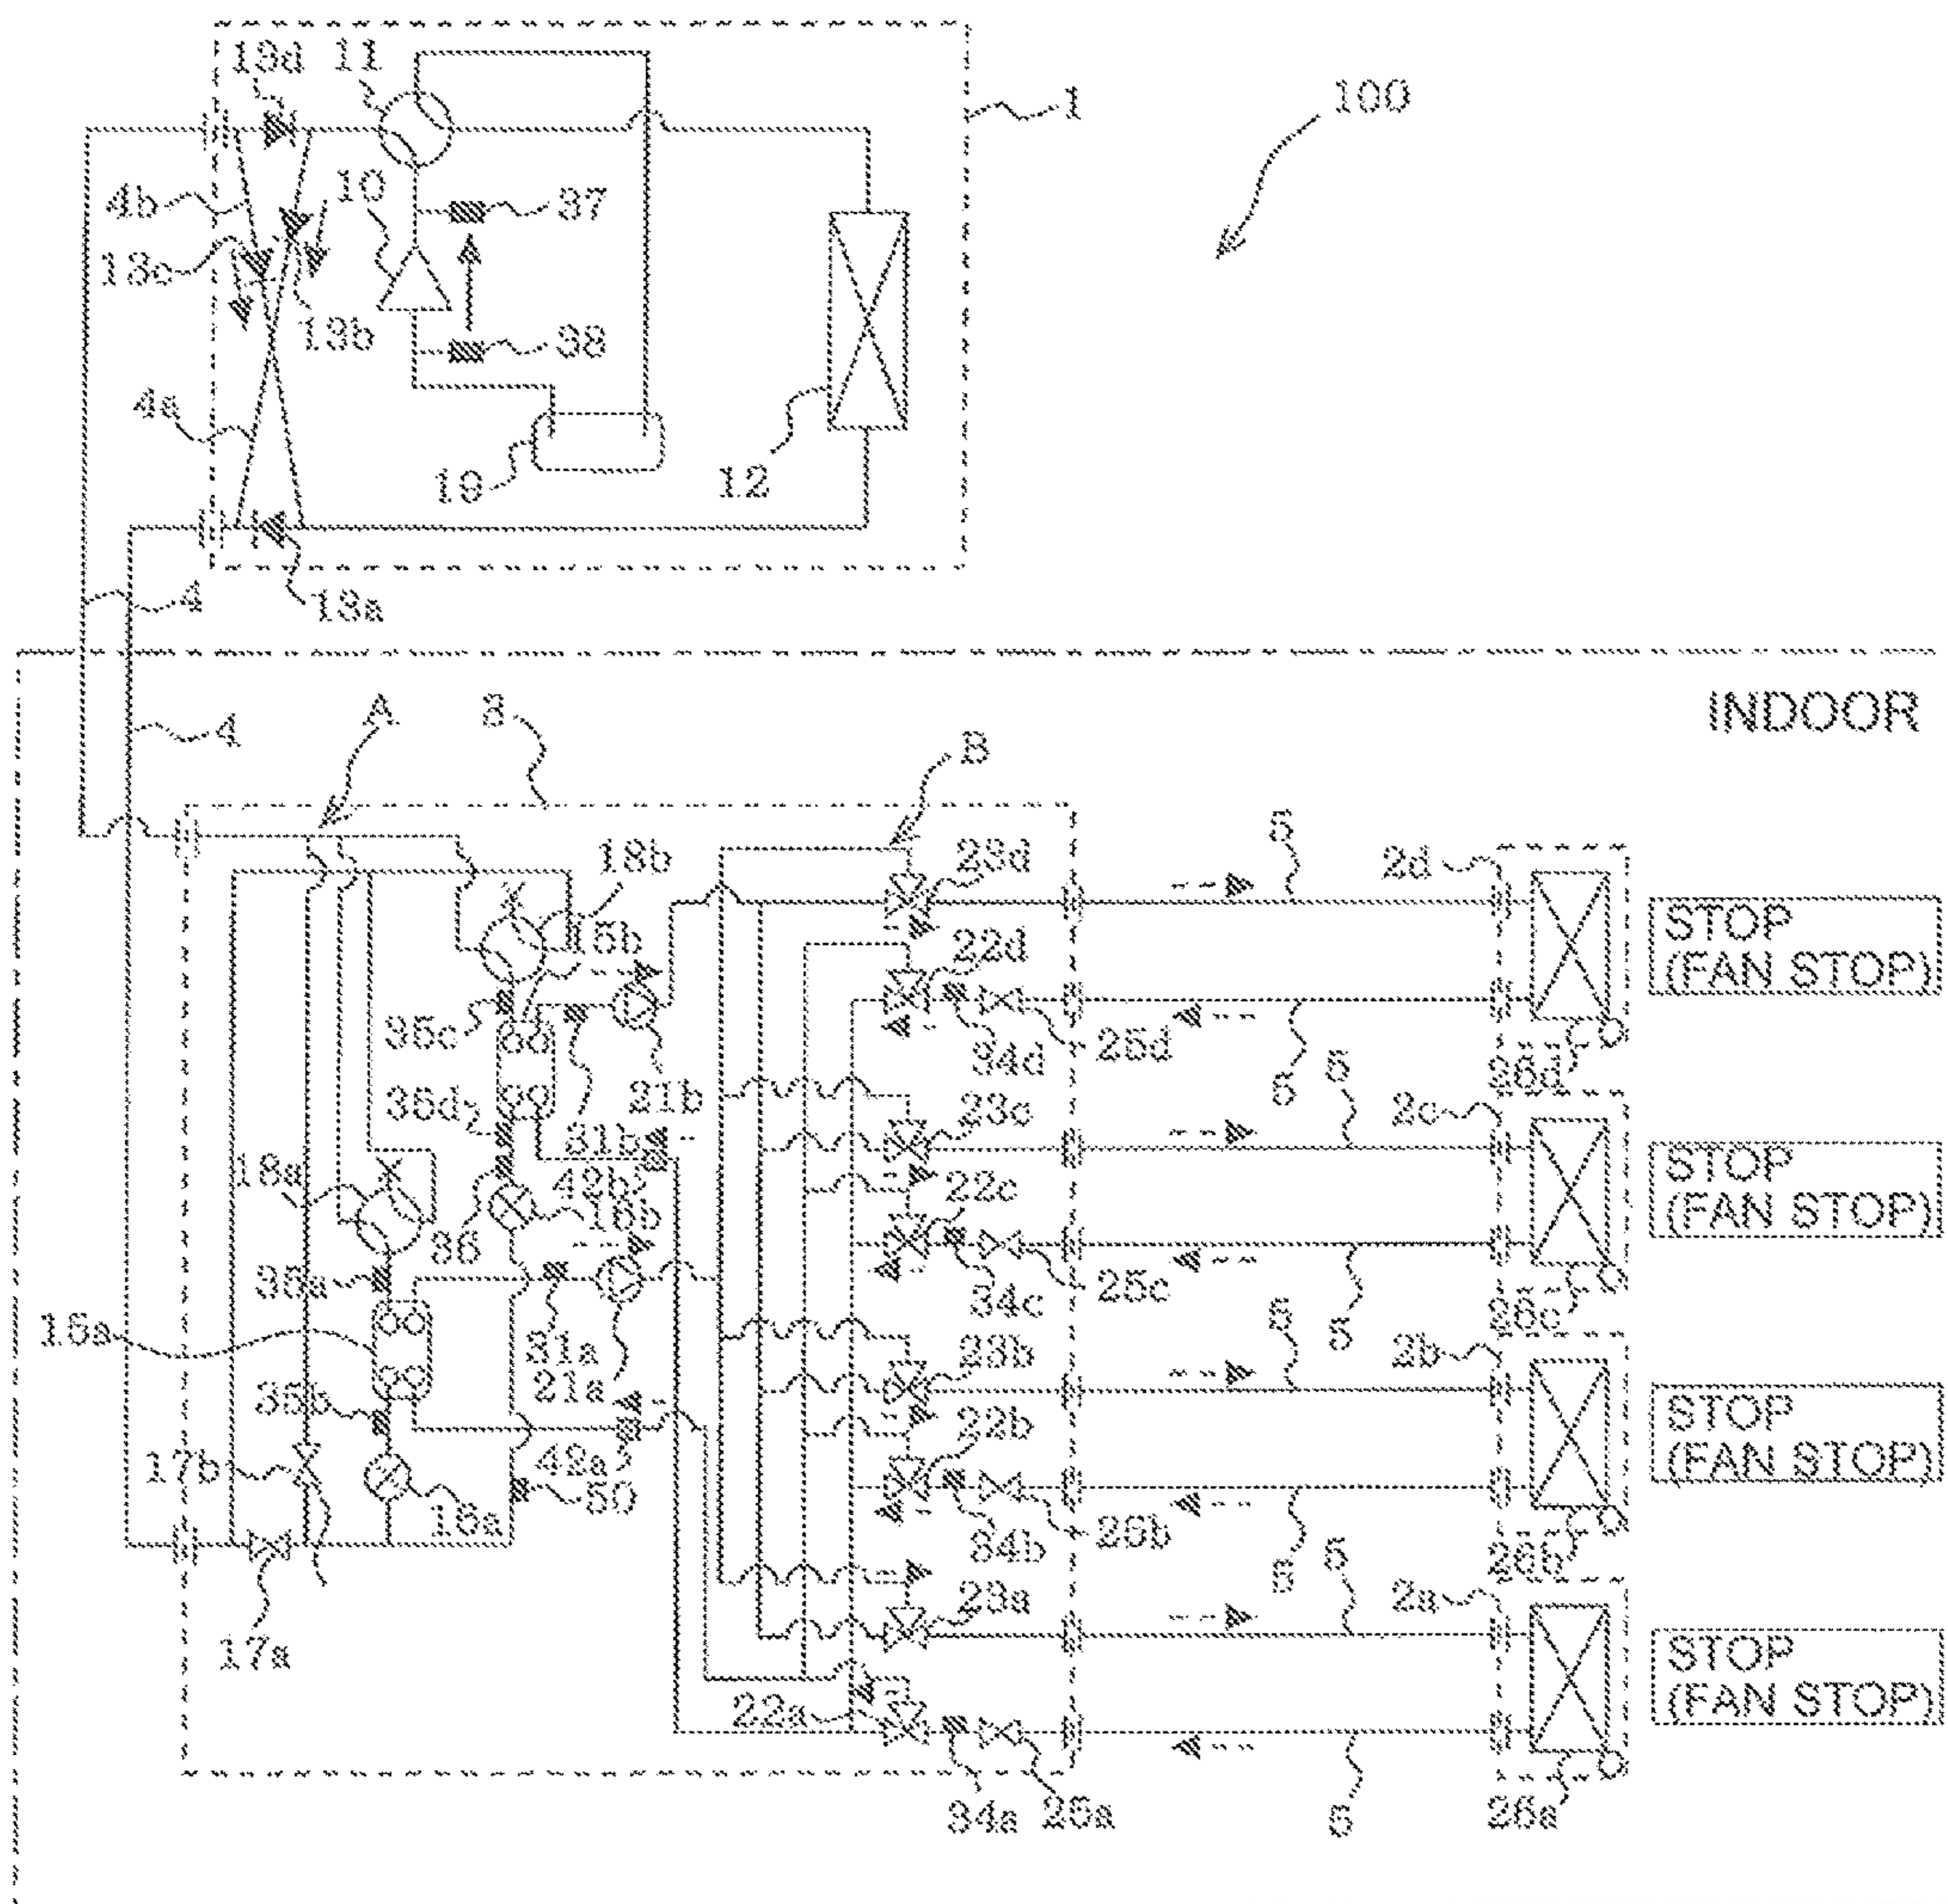 13d 11
1
100
4b
10
37
13c
13b
38
4a
19
12
4
13a
INDOOR
4
A
3
B
5
18b
23d
2d
STOP
(FAN STOP)
15b
22d
35c
34d
25d
26d
5
5
35d
21b
31b
23c
2c
STOP
(FAN STOP)
18a
42b
16b
22c
36
35a
34c
25c
26c
5
5
15a
31a
21a
23b
2b
STOP
(FAN STOP)
35b
22b
17b
42a
50
16a
34b
25b
26b
5
5
23a
2a
STOP
(FAN STOP)
17a
22a
34a
25a
5
26a